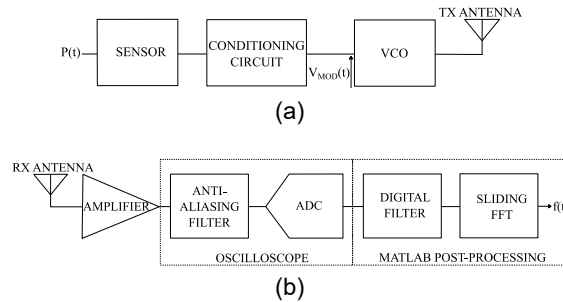 TX ANTENNA
P(t)
SENSOR
CONDITIONING
CIRCUIT
V_MOD(t)
VCO
(a)
RX ANTENNA
AMPLIFIER
ANTI-
ALIASING
FILTER
ADC
DIGITAL
FILTER
SLIDING
FFT
f(t
OSCILLOSCOPE
MATLAB POST-PROCESSING
(b)